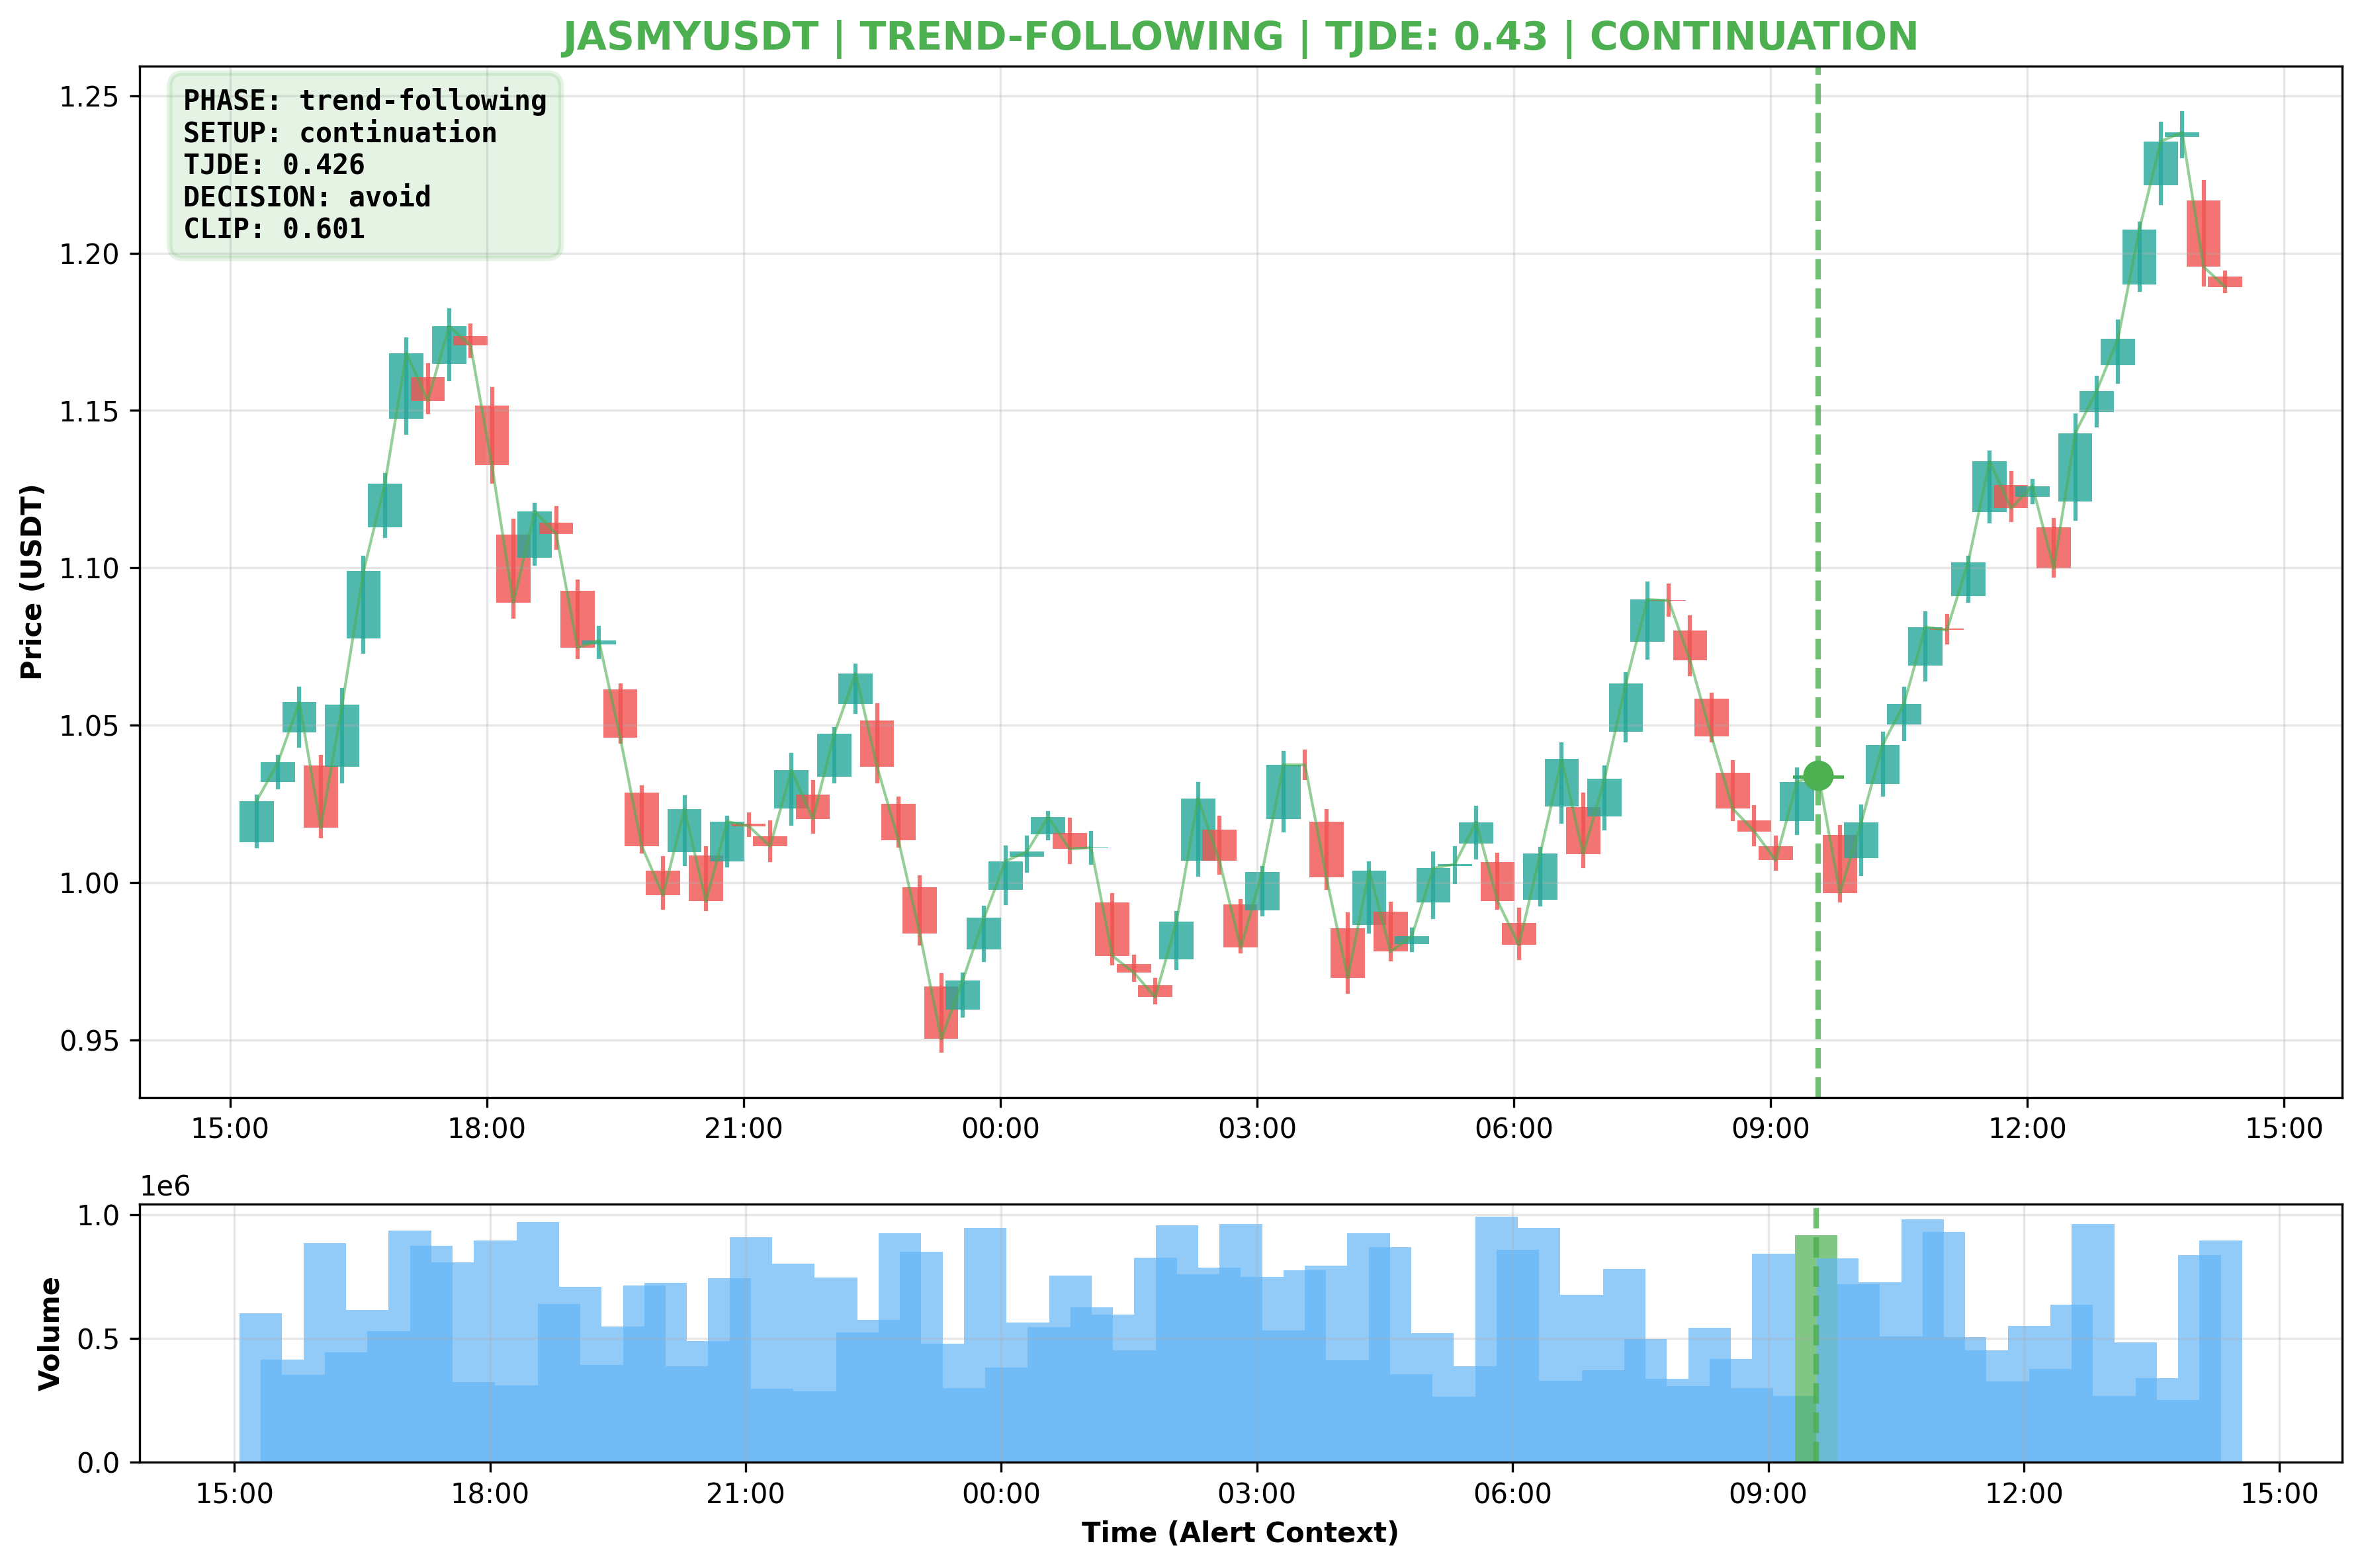 JASMYUSDT | TREND-FOLLOWING | TJDE: 0.43 | CONTINUATION
PHASE: trend-following
SETUP: continuation
TJDE: 0.426
DECISION: avoid
CLIP: 0.601
Price (USDT)
1.25
1.20
1.15
1.10
1.05
1.00
0.95
15:00 18:00 21:00 00:00 03:00 06:00 09:00 12:00 15:00
1e6
Volume
1.0
0.5
0.0
15:00 18:00 21:00 00:00 03:00 06:00 09:00 12:00 15:00
Time (Alert Context)